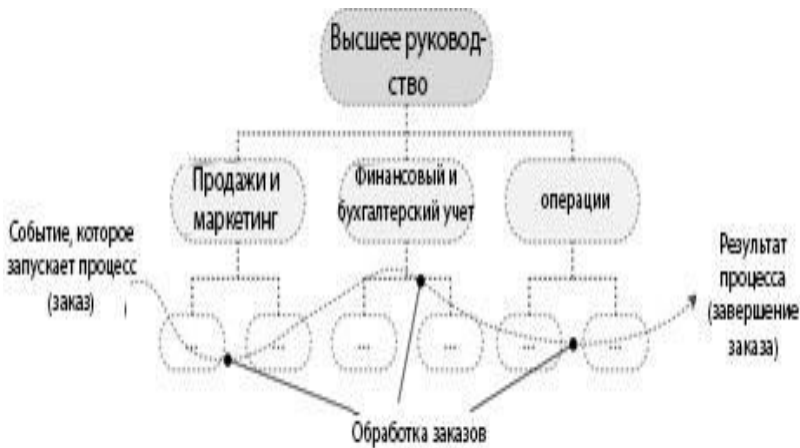 Высшее руковод-
ство
Продажи и
маркетинг
Финансовый и
бухгалтерский учет
операции
Событие, которое
запускает процесс
(заказ)
Результат
процесса
(завершение
заказа)
...
...
...
...
...
...
Обработка заказов